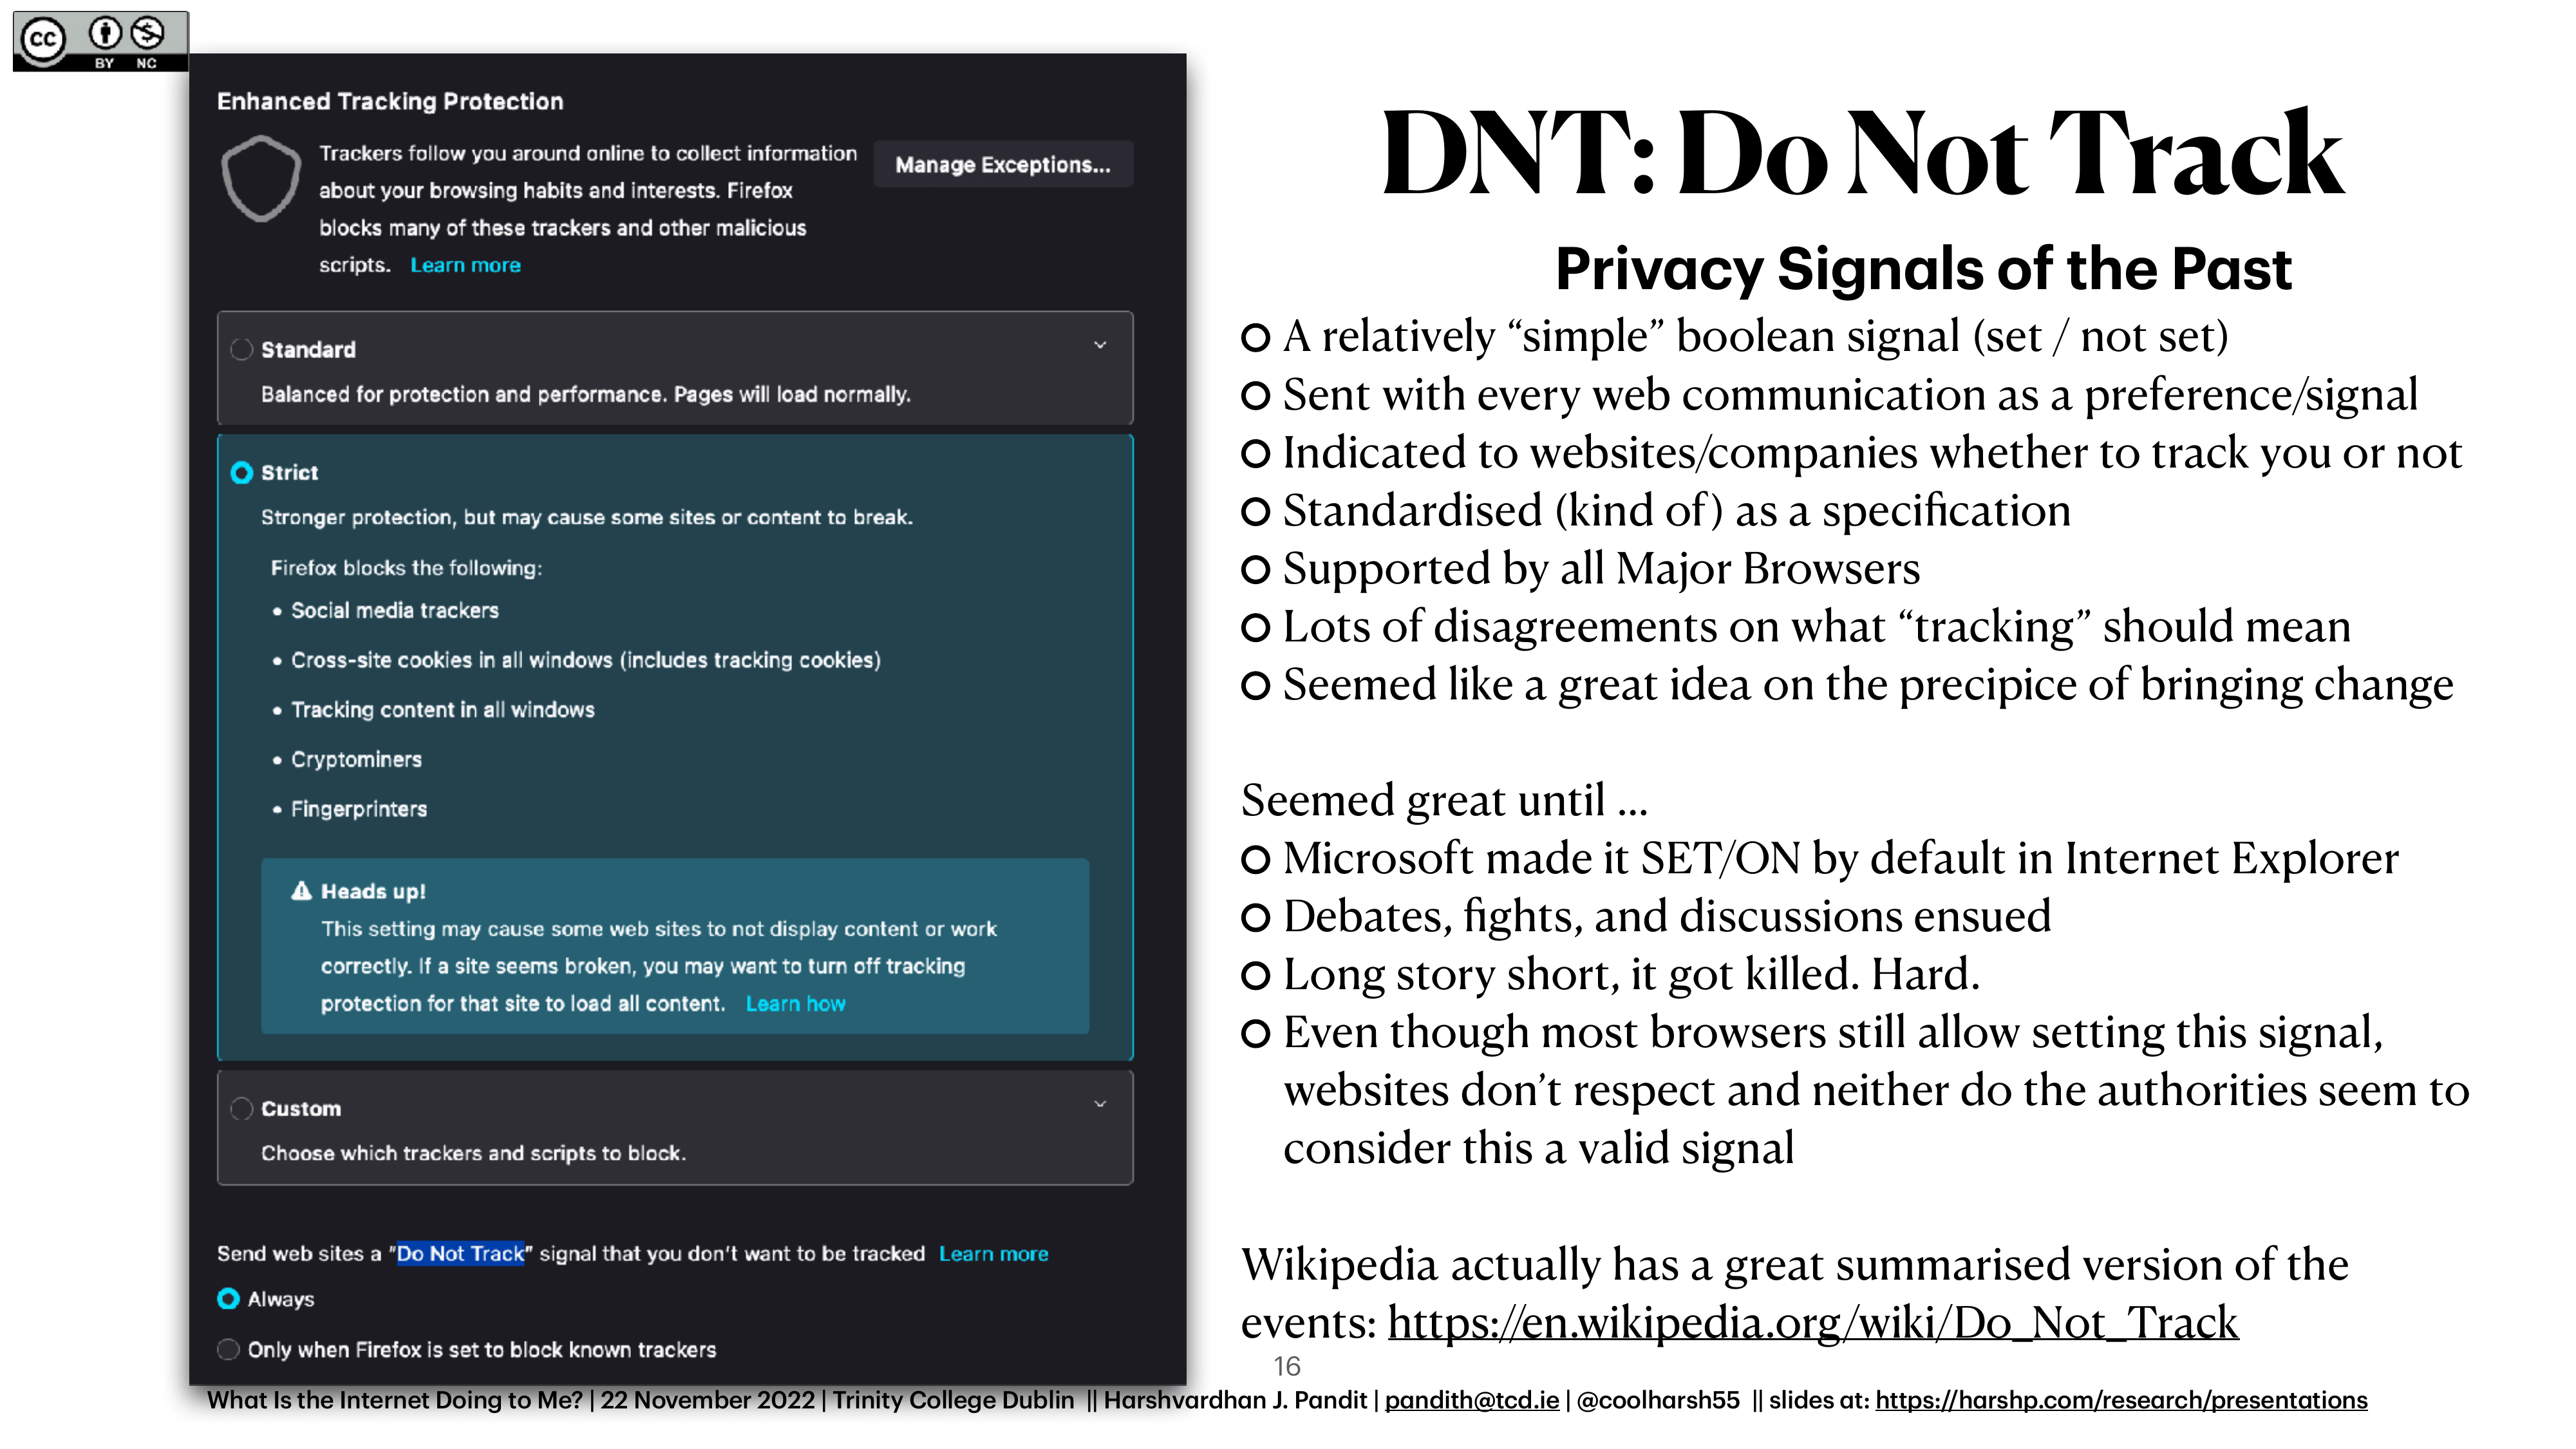 CC BY NC
Enhanced Tracking Protection
Trackers follow you around online to collect information
about your browsing habits and interests. Firefox
blocks many of these trackers and other malicious
scripts. Learn more
Manage Exceptions...
Standard
Balanced for protection and performance. Pages will load normally.
Strict
Stronger protection, but may cause some sites or content to break.
Firefox blocks the following:
• Social media trackers
• Cross-site cookies in all windows (includes tracking cookies)
• Tracking content in all windows
• Cryptominers
• Fingerprinters
Heads up!
This setting may cause some web sites to not display content or work
correctly. If a site seems broken, you may want to turn off tracking
protection for that site to load all content. Learn how
Custom
Choose which trackers and scripts to block.
Send web sites a “Do Not Track” signal that you don’t want to be tracked Learn more
Always
Only when Firefox is set to block known trackers
DNT: Do Not Track
Privacy Signals of the Past
A relatively “simple” boolean signal (set / not set)
Sent with every web communication as a preference/signal
Indicated to websites/companies whether to track you or not
Standardised (kind of) as a specification
Supported by all Major Browsers
Lots of disagreements on what “tracking” should mean
Seemed like a great idea on the precipice of bringing change
Seemed great until ...
Microsoft made it SET/ON by default in Internet Explorer
Debates, fights, and discussions ensued
Long story short, it got killed. Hard.
Even though most browsers still allow setting this signal,
websites don’t respect and neither do the authorities seem to
consider this a valid signal
Wikipedia actually has a great summarised version of the
events: https://en.wikipedia.org/wiki/Do_Not_Track
16
What Is the Internet Doing to Me? | 22 November 2022 | Trinity College Dublin || Harshvardhan J. Pandit | pandith@tcd.ie | @coolharsh55 || slides at: https://harshp.com/research/presentations